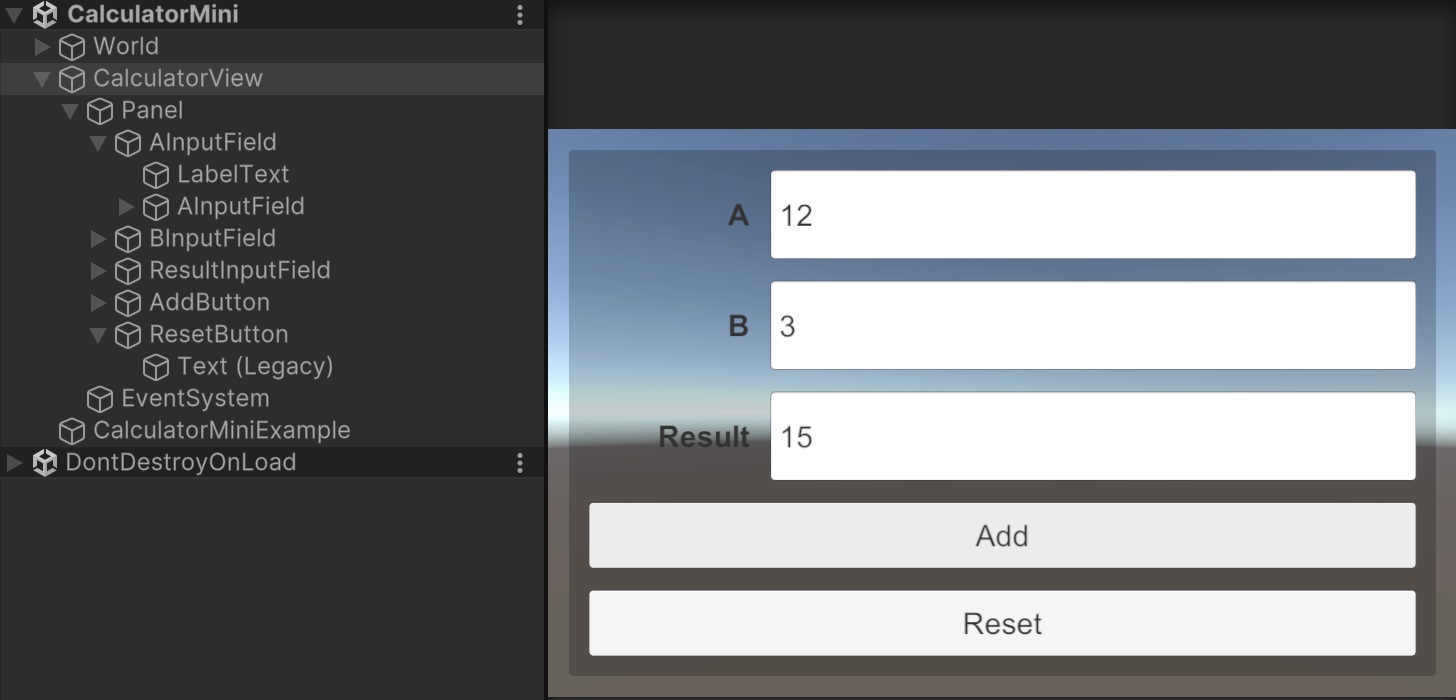 CalculatorMini
World
CalculatorView
Panel
AInputField
LabelText
AInputField
BInputField
ResultInputField
AddButton
ResetButton
Text (Legacy)
EventSystem
CalculatorMiniExample
DontDestroyOnLoad
A 12
B 3
Result 15
Add
Reset